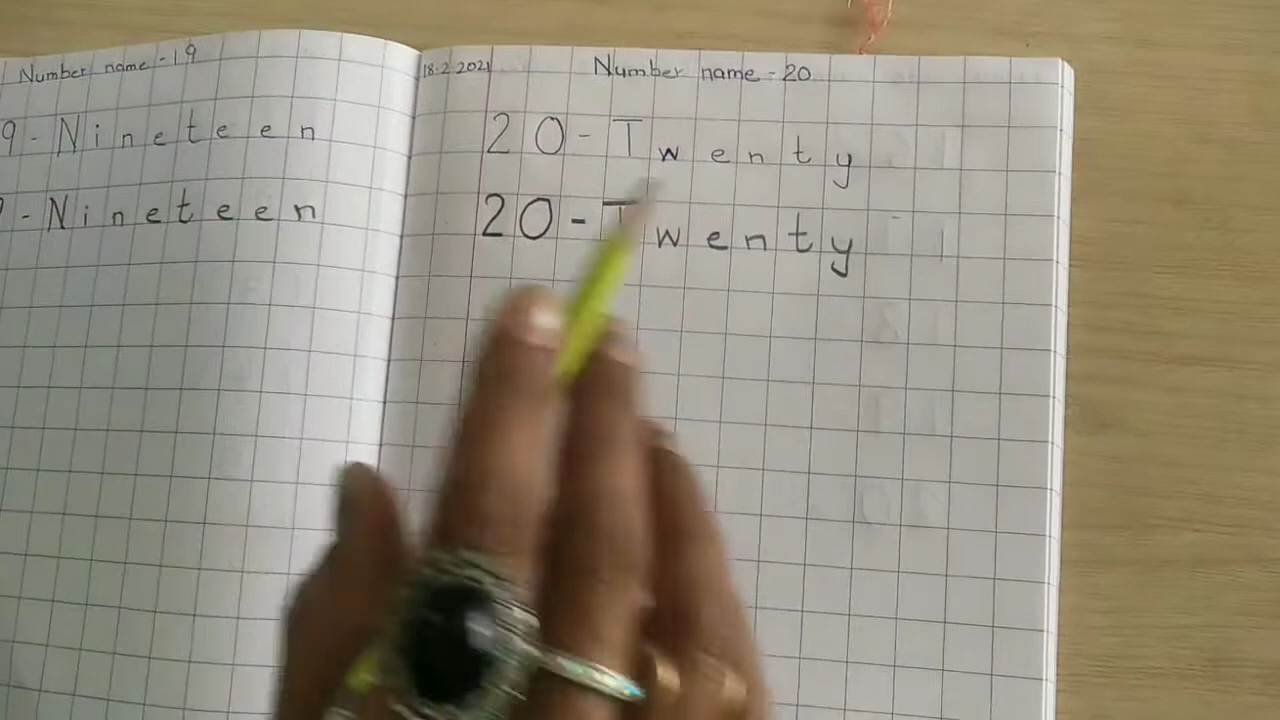 Number name - 19
9 - Nineteen
- Nineteen
18.2.2021
Number name - 20
20 - Twenty
20 - Twenty